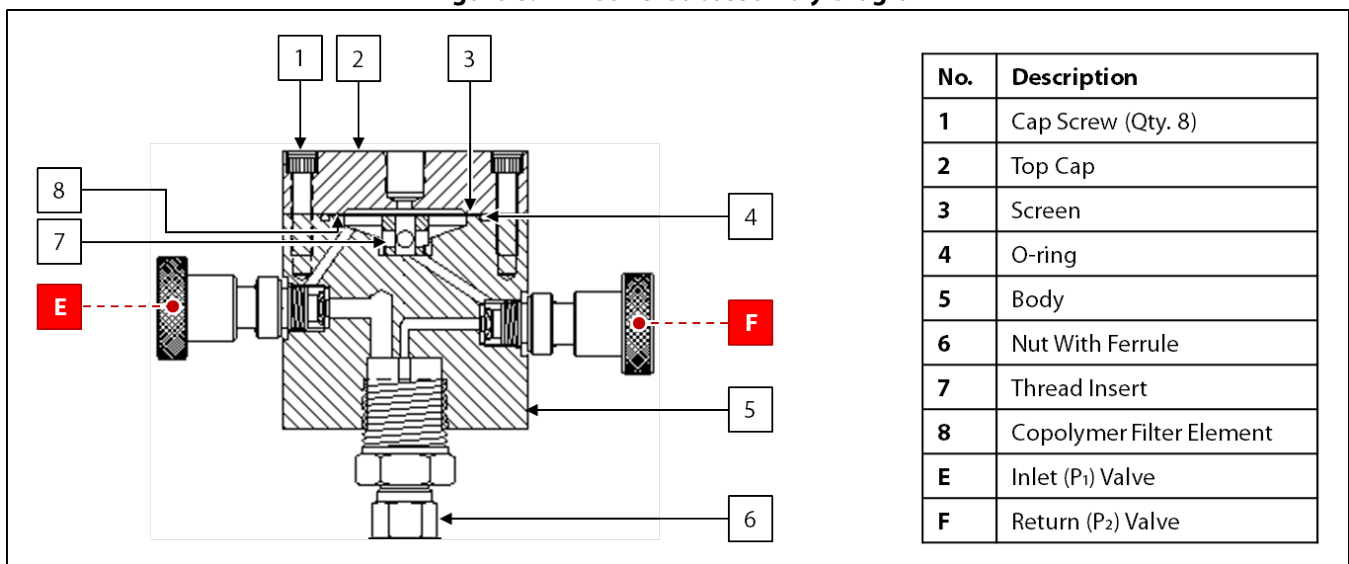 1
2
3
8
7
4
E
F
5
6
No. Description
1 Cap Screw (Qty. 8)
2 Top Cap
3 Screen
4 O-ring
5 Body
6 Nut With Ferrule
7 Thread Insert
8 Copolymer Filter Element
E Inlet (P₁) Valve
F Return (P₂) Valve